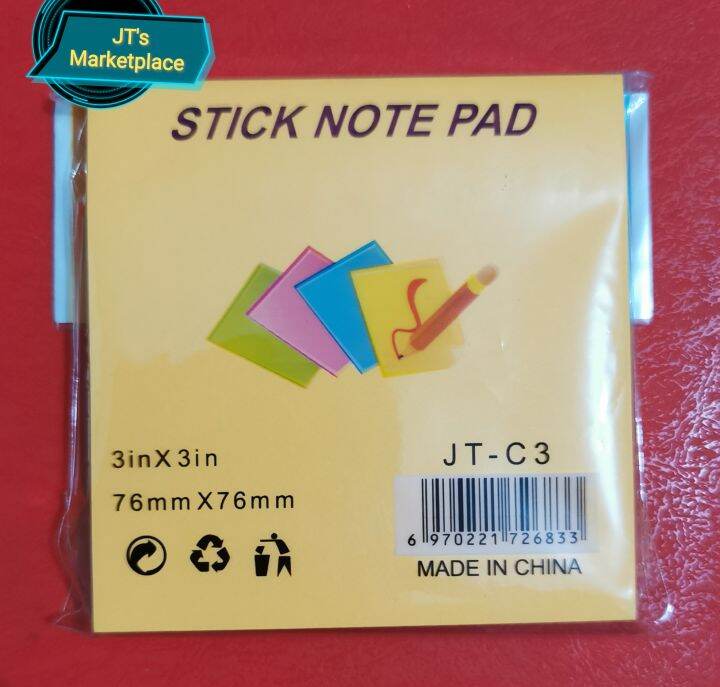 JT's
Marketplace
STICK NOTE PAD
3inX3in
76mmX76mm
JT-C3
6 970221 726833
MADE IN CHINA